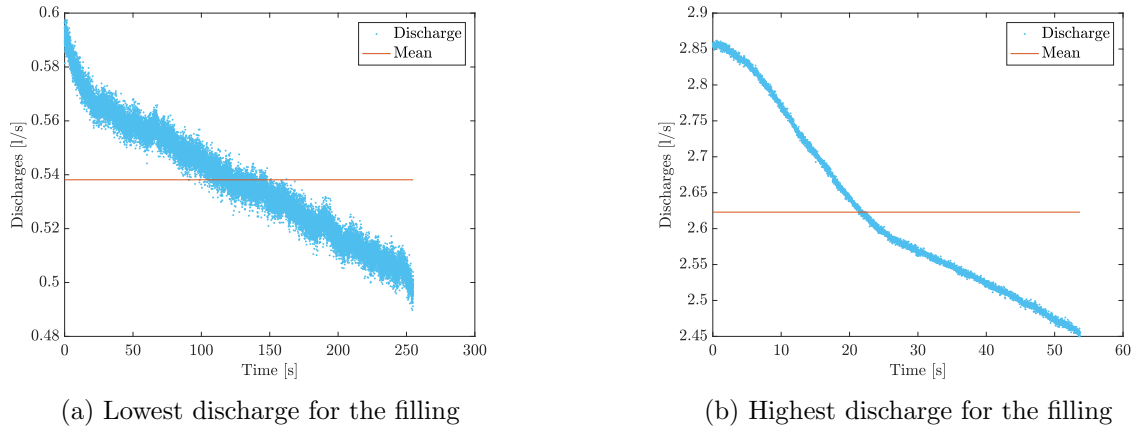 0.6
0.58
0.56
0.54
0.52
0.5
0.48
Discharges [l/s]
0 50 100 150 200 250 300
Time [s]
Discharge
Mean
(a) Lowest discharge for the filling
2.9
2.85
2.8
2.75
2.7
2.65
2.6
2.55
2.5
2.45
Discharges [l/s]
0 10 20 30 40 50 60
Time [s]
Discharge
Mean
(b) Highest discharge for the filling